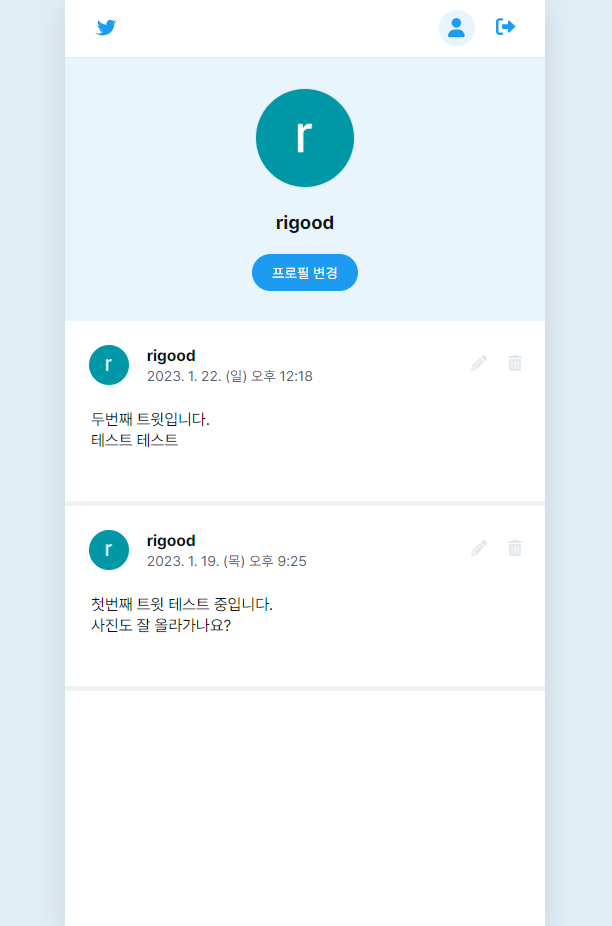 r
rigood
프로필 변경
r
rigood
2023. 1. 22. (일) 오후 12:18
두번째 트윗입니다.
테스트 테스트
r
rigood
2023. 1. 19. (목) 오후 9:25
첫번째 트윗 테스트 중입니다.
사진도 잘 올라가나요?